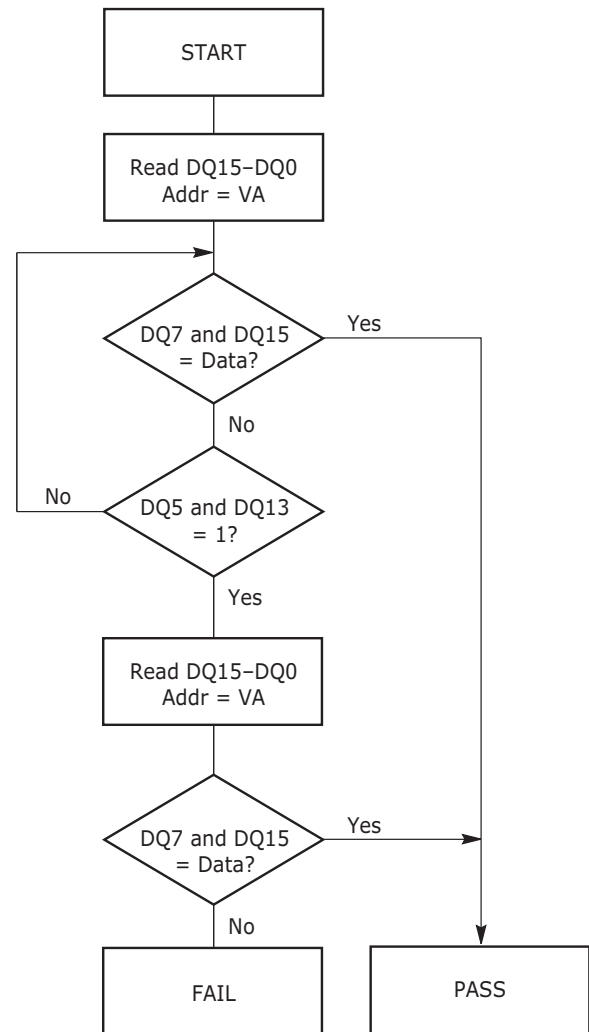 START
Read DQ15–DQ0
Addr = VA
DQ7 and DQ15
= Data?
Yes
No
DQ5 and DQ13
= 1?
No
Yes
Read DQ15–DQ0
Addr = VA
DQ7 and DQ15
= Data?
Yes
No
FAIL
PASS